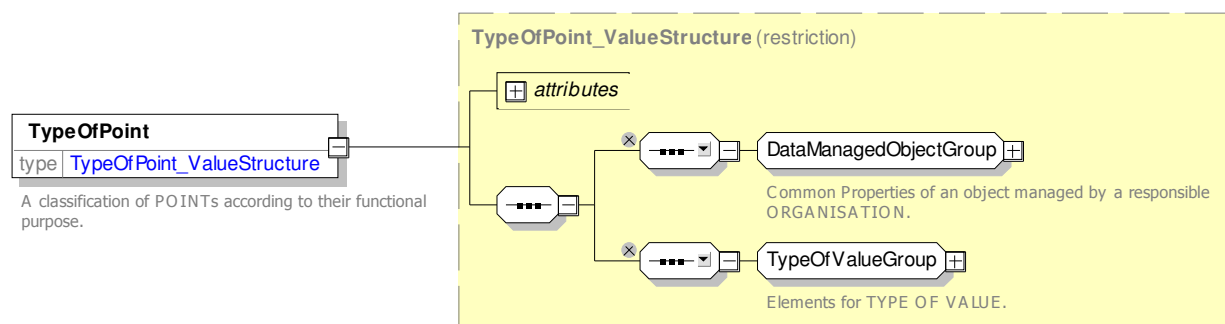 TypeOfPoint_ValueStructure (restriction)
attributes
TypeOfPoint
type TypeOfPoint_ValueStructure
A classification of POINTs according to their functional
purpose.
DataManagedObjectGroup
Common Properties of an object managed by a responsible
ORGANISATION.
TypeOfValueGroup
Elements for TYPE OF VALUE.